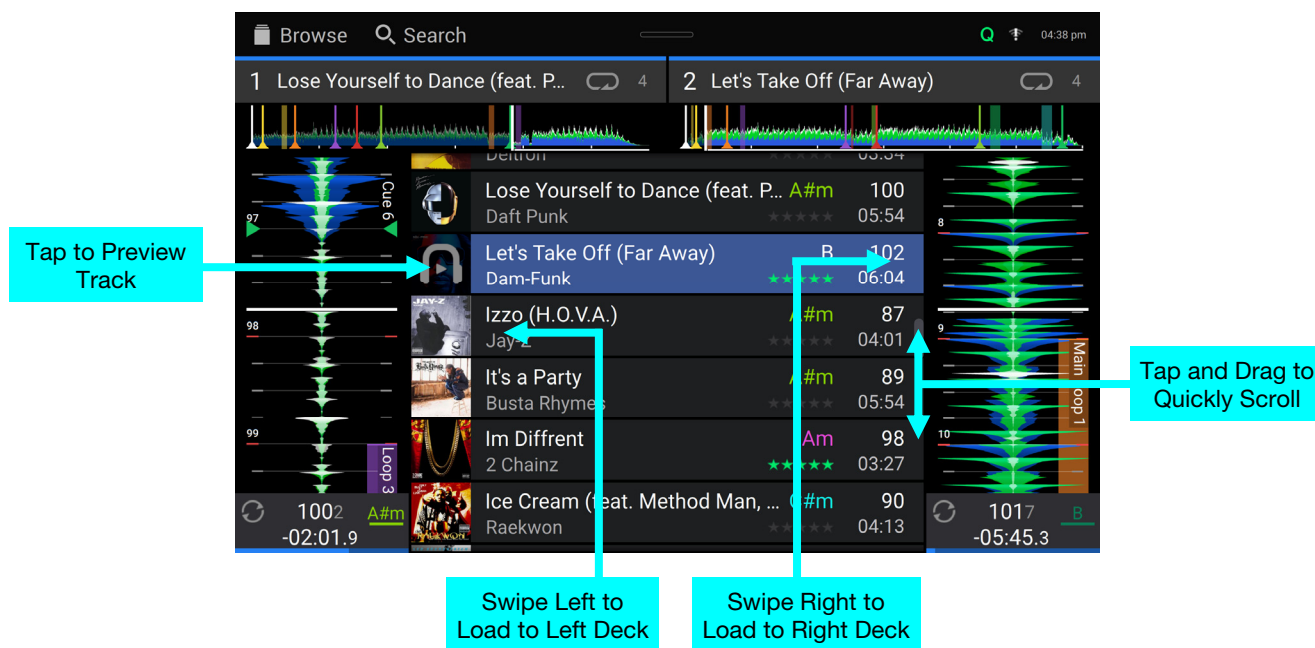 Browse Search Q 04:38 pm
1 Lose Yourself to Dance (feat. P... 4
2 Let's Take Off (Far Away) 4
Deltron 03:34
Lose Yourself to Dance (feat. P... A#m 100
Daft Punk ★★★★★ 05:54
Let's Take Off (Far Away) B 102
Dam-Funk ★★★★★ 06:04
JAY-Z
Izzo (H.O.V.A.) A#m 87
Jay-Z ★★★★★ 04:01
It's a Party A#m 89
Busta Rhymes ★★★★★ 05:54
Im Diffrent Am 98
2 Chainz ★★★★★ 03:27
Ice Cream (feat. Method Man, ... C#m 90
Raekwon ★★★★★ 04:13
Cue 6
97
98
99
Loop 3
1002 A#m
-02:01.9
8
9
10
Main Loop 1
1017 B
-05:45.3
Tap to Preview
Track
Tap and Drag to
Quickly Scroll
Swipe Left to
Load to Left Deck
Swipe Right to
Load to Right Deck